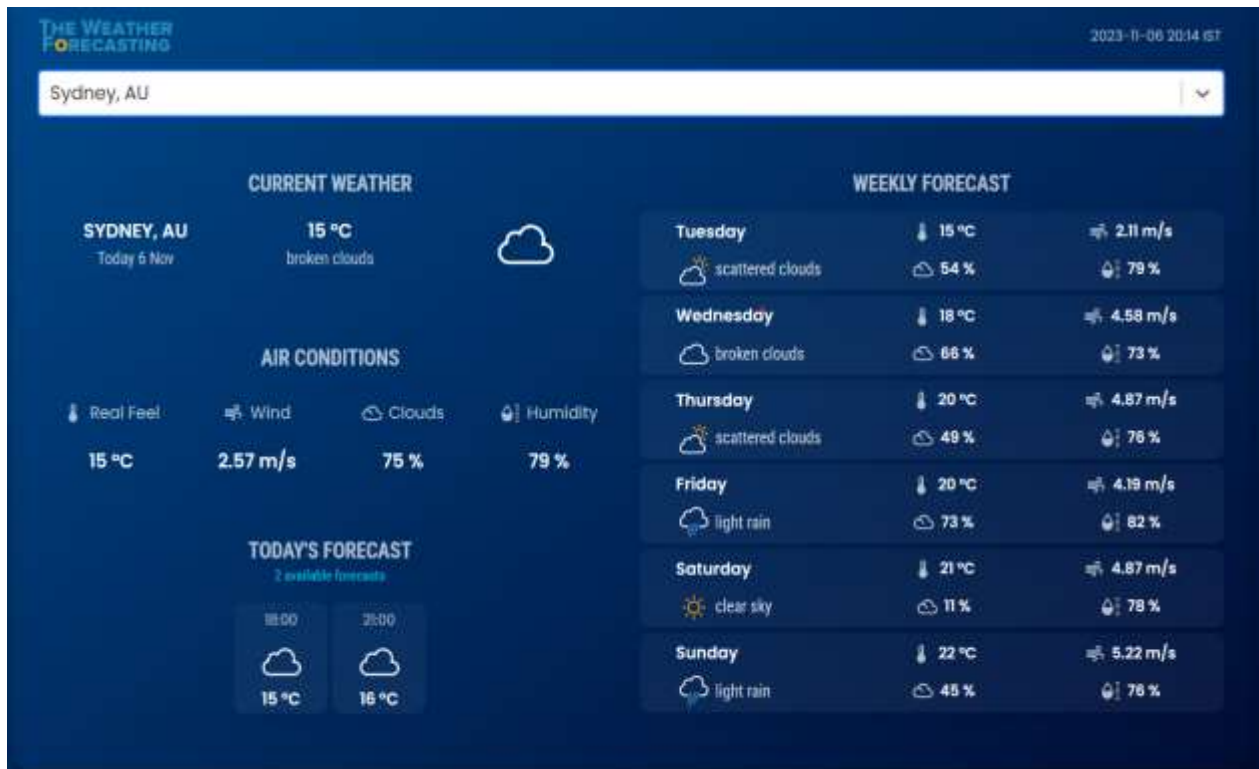 THE WEATHER
FORECASTING
2023-11-06 20:14 IST
Sydney, AU
CURRENT WEATHER
SYDNEY, AU
Today 6 Nov
15 °C
broken clouds
AIR CONDITIONS
Real Feel Wind Clouds Humidity
15 °C 2.57 m/s 75 % 79 %
TODAY'S FORECAST
2 available forecasts
18:00 21:00
15 °C 16 °C
WEEKLY FORECAST
Tuesday 15 °C 2.11 m/s
scattered clouds 54 % 79 %
Wednesday 18 °C 4.58 m/s
broken clouds 66 % 73 %
Thursday 20 °C 4.87 m/s
scattered clouds 49 % 76 %
Friday 20 °C 4.19 m/s
light rain 73 % 82 %
Saturday 21 °C 4.87 m/s
clear sky 11 % 78 %
Sunday 22 °C 5.22 m/s
light rain 45 % 76 %